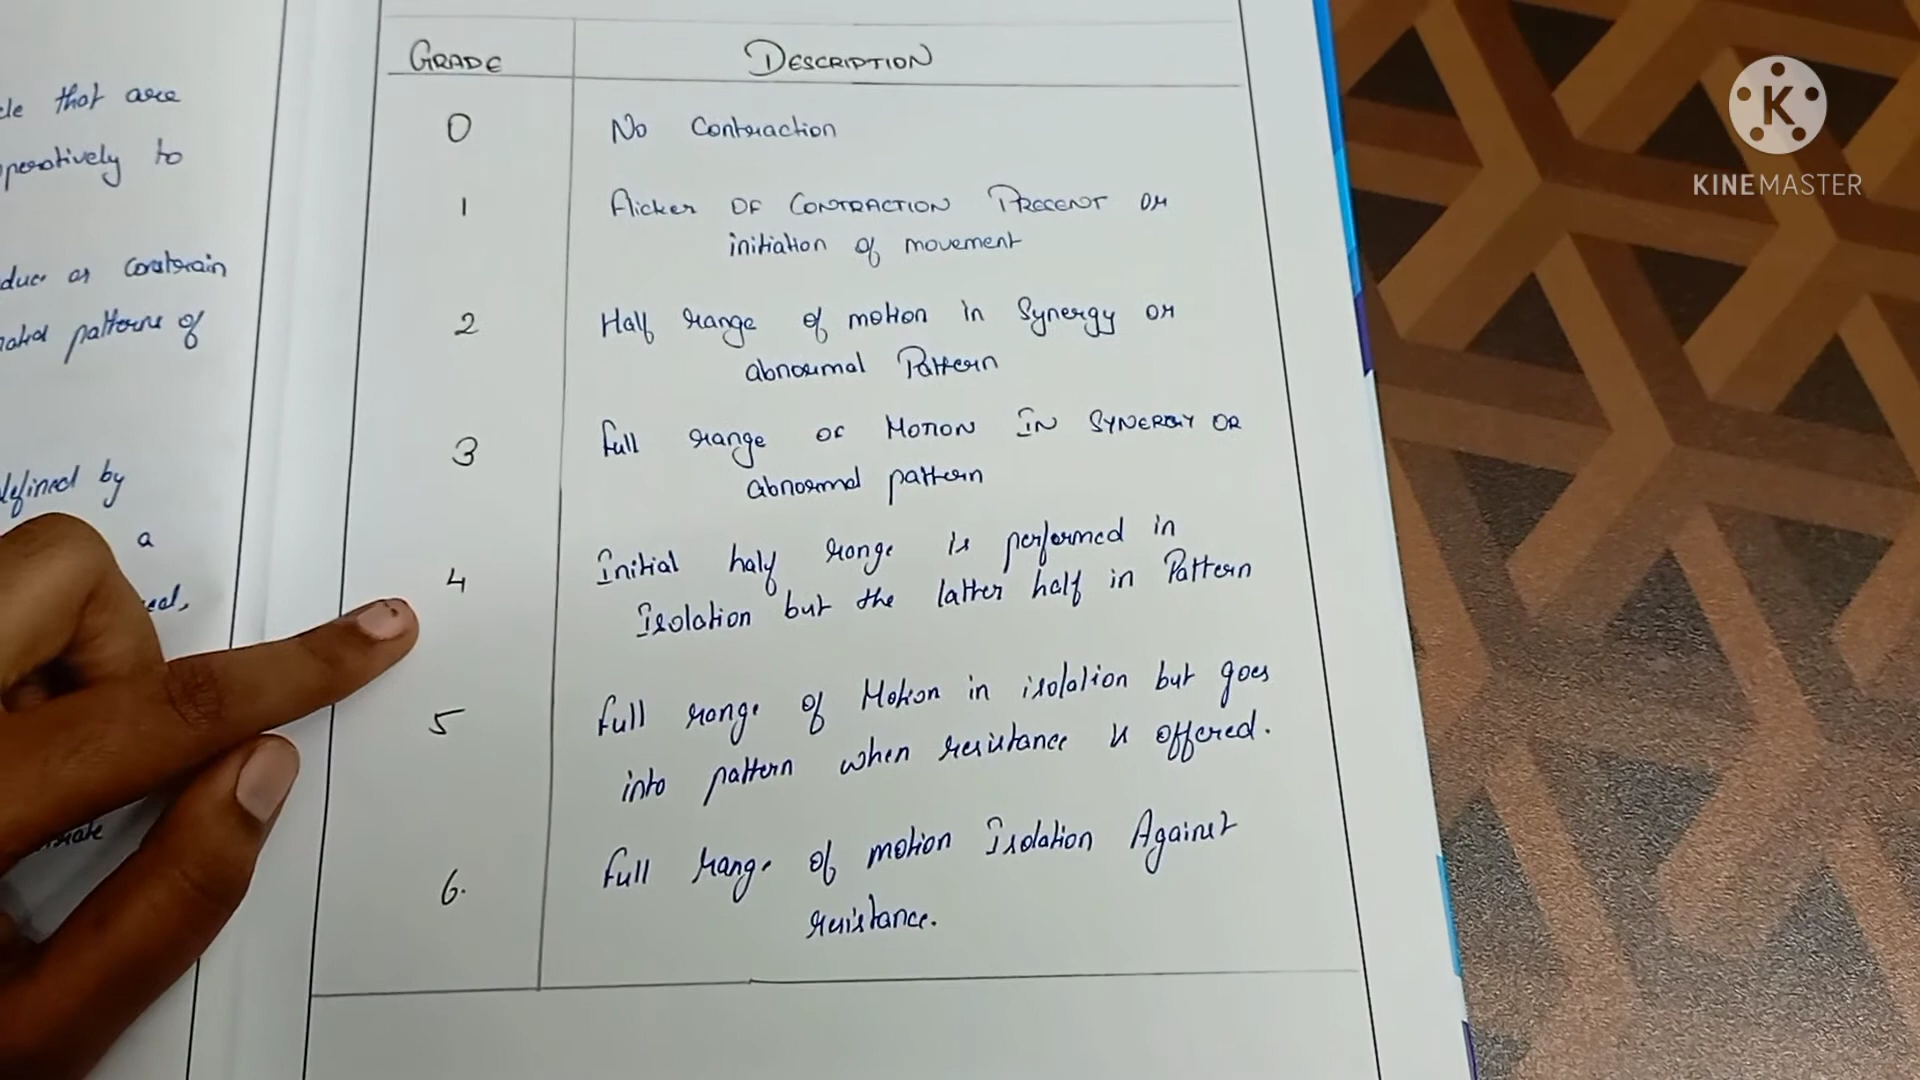 that are
to
constrain
patterns of
defined by
a
GRADE DESCRIPTION
0 No Contraction
1 flicker OF CONTRACTION PRECENT OR
initiation of movement
2 Half range of motion in Synergy or
abnormal Pattern
3 full range OF MOTION IN SYNERGY OR
abnormal pattern
4 Initial half range is performed in
Isolation but the latter half in Pattern
5 full range of Motion in isolation but goes
into pattern when resistance is offered.
6. full range of motion Isolation Against
resistance.
K
KINEMASTER